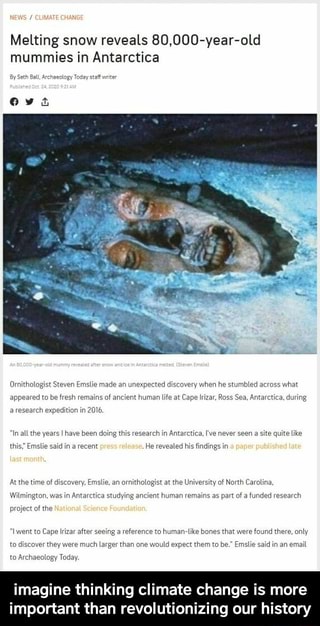 NEWS / CLIMATE CHANGE
Melting snow reveals 80,000-year-old
mummies in Antarctica
By Seth Ball, Archaeology Today staff writer
Published Oct. 24, 2020 9:21 AM
An 80,000-year-old mummy revealed after snow and ice in Antarctica melted. (Steven Emslie)
Ornithologist Steven Emslie made an unexpected discovery when he stumbled across what
appeared to be fresh remains of ancient human life at Cape Irizar, Ross Sea, Antarctica, during
a research expedition in 2016.
"In all the years I have been doing this research in Antarctica, I've never seen a site quite like
this," Emslie said in a recent press release. He revealed his findings in a paper published late
last month.
At the time of discovery, Emslie, an ornithologist at the University of North Carolina,
Wilmington, was in Antarctica studying ancient human remains as part of a funded research
project of the National Science Foundation.
"I went to Cape Irizar after seeing a reference to human-like bones that were found there, only
to discover they were much larger than one would expect them to be." Emslie said in an email
to Archaeology Today.
imagine thinking climate change is more
important than revolutionizing our history